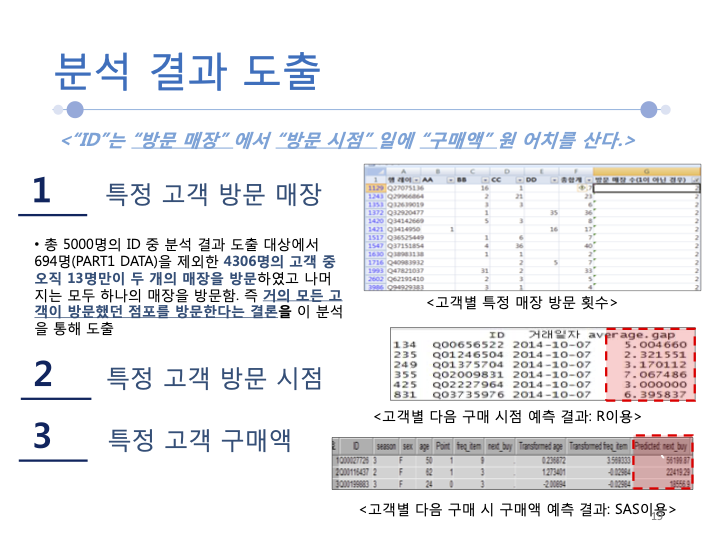 분석 결과 도출
<“ID”는 “방문 매장” 에서 “방문 시점” 일에 “구매액” 원 어치를 산다.>
1
특정 고객 방문 매장
• 총 5000명의 ID 중 분석 결과 도출 대상에서
694명(PART1 DATA)을 제외한 4306명의 고객 중
오직 13명만이 두 개의 매장을 방문하였고 나머
지는 모두 하나의 매장을 방문함. 즉 거의 모든 고
객이 방문했던 점포를 방문한다는 결론을 이 분석
을 통해 도출
A B C D E F G
1 행 레이 AA BB CC DD 총합계 방문 매장 수(1이 아닌 경우)
1129 Q27075136 16 1 2
1243 Q29966864 2 21 23 2
1253 Q32639019 3 3 6 2
1372 Q32920477 1 35 36 2
1420 Q34142669 5 3 8 2
1421 Q3414950 1 16 17 2
1517 Q36525449 1 6 7 2
1547 Q37151854 4 36 40 2
1630 Q38983138 1 1 2 2
1716 Q40983932 2 5 7 2
1993 Q47821037 31 2 33 2
2602 Q62191410 2 3 5 2
3986 Q94929383 3 1 4 2
<고객별 특정 매장 방문 횟수>
ID 거래일자 average.gap
134 Q00656522 2014-10-07 5.004660
235 Q01246504 2014-10-07 2.321551
249 Q01375704 2014-10-07 3.170112
355 Q02009831 2014-10-07 7.067486
425 Q02227964 2014-10-07 3.000000
831 Q03735697 2014-10-07 6.395837
<고객별 다음 구매 시점 예측 결과: R이용>
2
특정 고객 방문 시점
3
특정 고객 구매액
ID season sex age Point freq_item next_buy Transformed age Transformed freq_item Predicted: next_buy
1 Q00027726 3 F 50 1 9 . 0.236872 3.569333 56199.87
2 Q00116437 2 F 62 1 3 . 1.273401 -0.02984 22419.29
3 Q00199883 3 F 24 0 3 . -2.00894 -0.02984
<고객별 다음 구매 시 구매액 예측 결과: SAS이용>